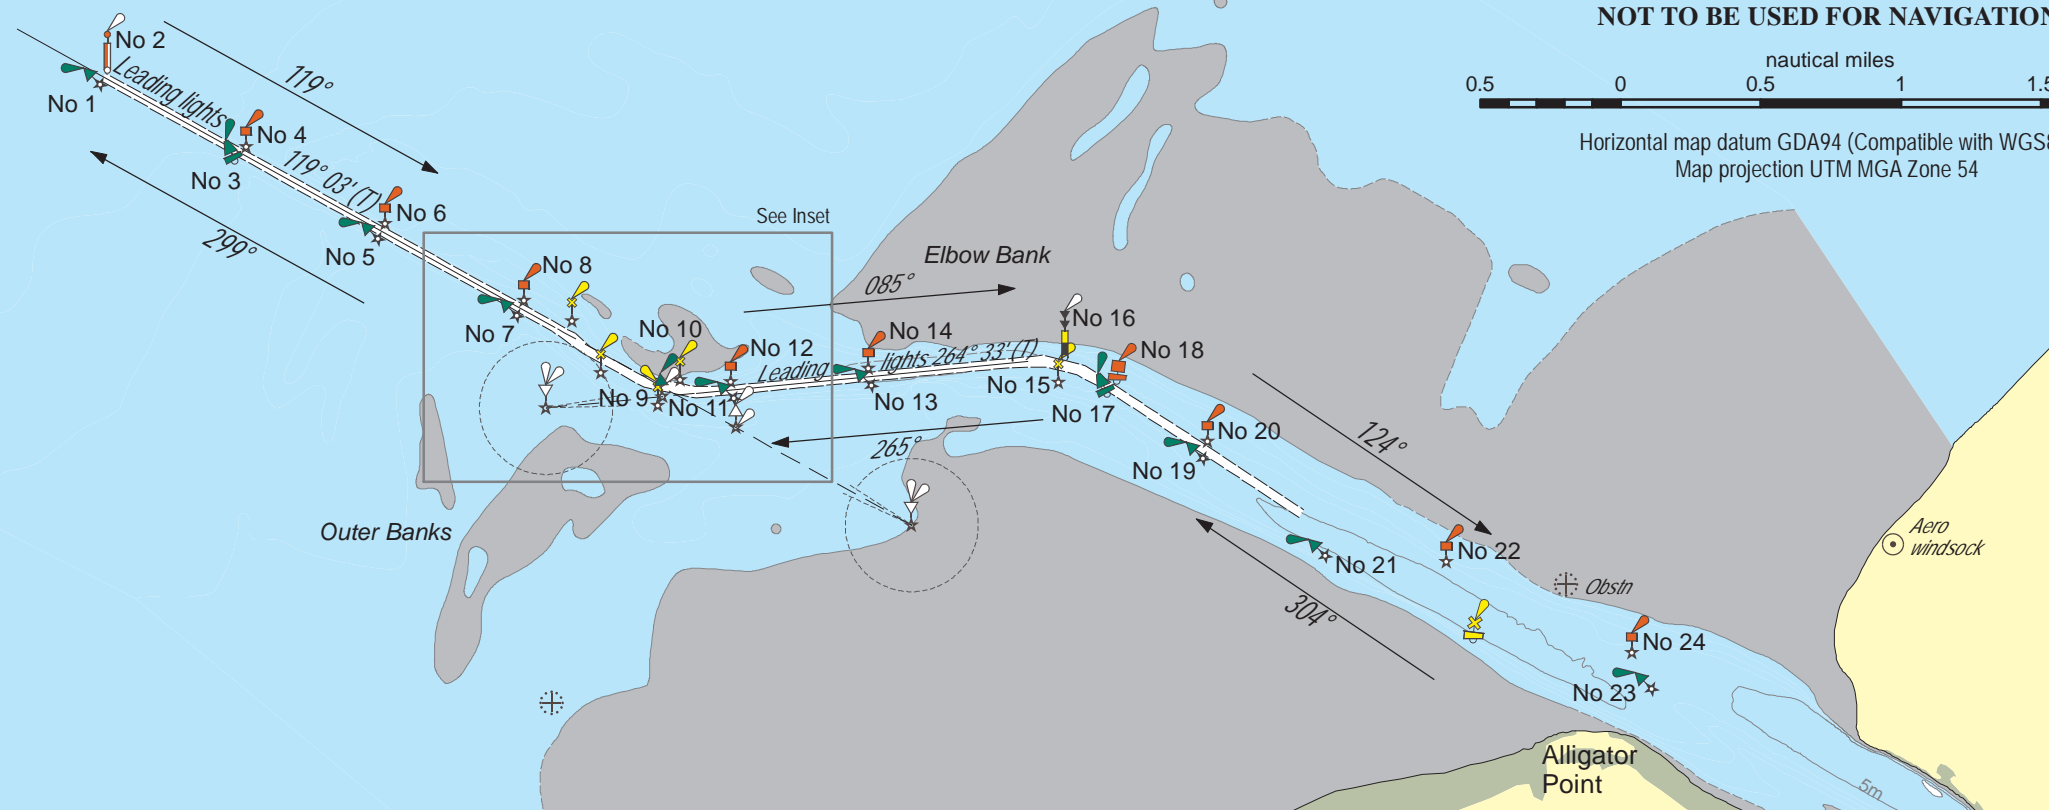 NOT TO BE USED FOR NAVIGATION
nautical miles
0.5 0 0.5 1 1.5
Horizontal map datum GDA94 (Compatible with WGS8
Map projection UTM MGA Zone 54
No 2
No 1
Leading lights
119°
No 4
No 3
119° 03' (T)
No 6
No 5
299°
See Inset
No 8
No 7
Elbow Bank
085°
No 10
No 12
No 14
No 16
No 18
Leading lights 264° 33' (T)
No 9
No 11
No 13
No 15
No 17
265°
No 20
No 19
124°
Outer Banks
No 22
No 21
Aero
windsock
Obstn
304°
No 24
No 23
Alligator
Point
5m